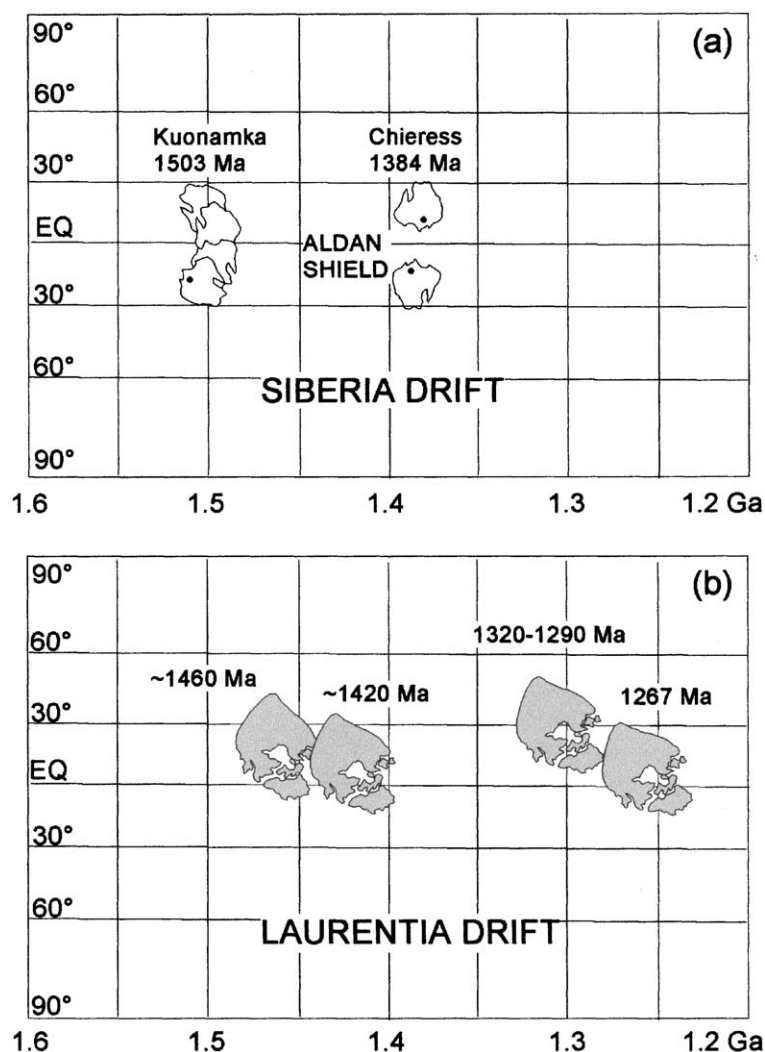 (a)
90°
60°
Kuonamka
1503 Ma
Chieress
1384 Ma
30°
EQ
ALDAN
SHIELD
30°
60°
SIBERIA DRIFT
90°
1.6 1.5 1.4 1.3 1.2 Ga
(b)
90°
60°
1320-1290 Ma
~1460 Ma
~1420 Ma
1267 Ma
30°
EQ
30°
60°
LAURENTIA DRIFT
90°
1.6 1.5 1.4 1.3 1.2 Ga